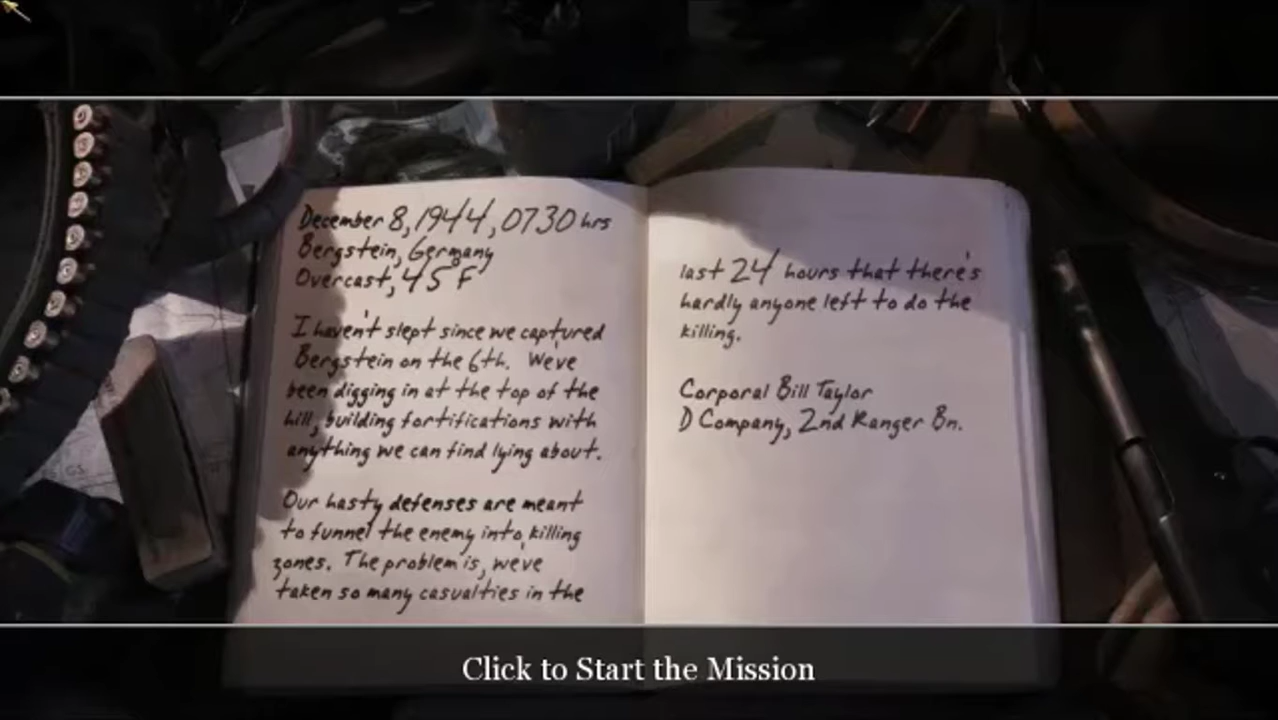 December 8, 1944, 0730 hrs
Bergstein, Germany
Overcast, 45°F
I haven't slept since we captured
Bergstein on the 6th. We've
been digging in at the top of the
hill, building fortifications with
anything we can find lying about.
Our hasty defenses are meant
to funnel the enemy into killing
zones. The problem is, we've
taken so many casualties in the
last 24 hours that there's
hardly anyone left to do the
killing.
Corporal Bill Taylor
D Company, 2nd Ranger Bn.
Click to Start the Mission